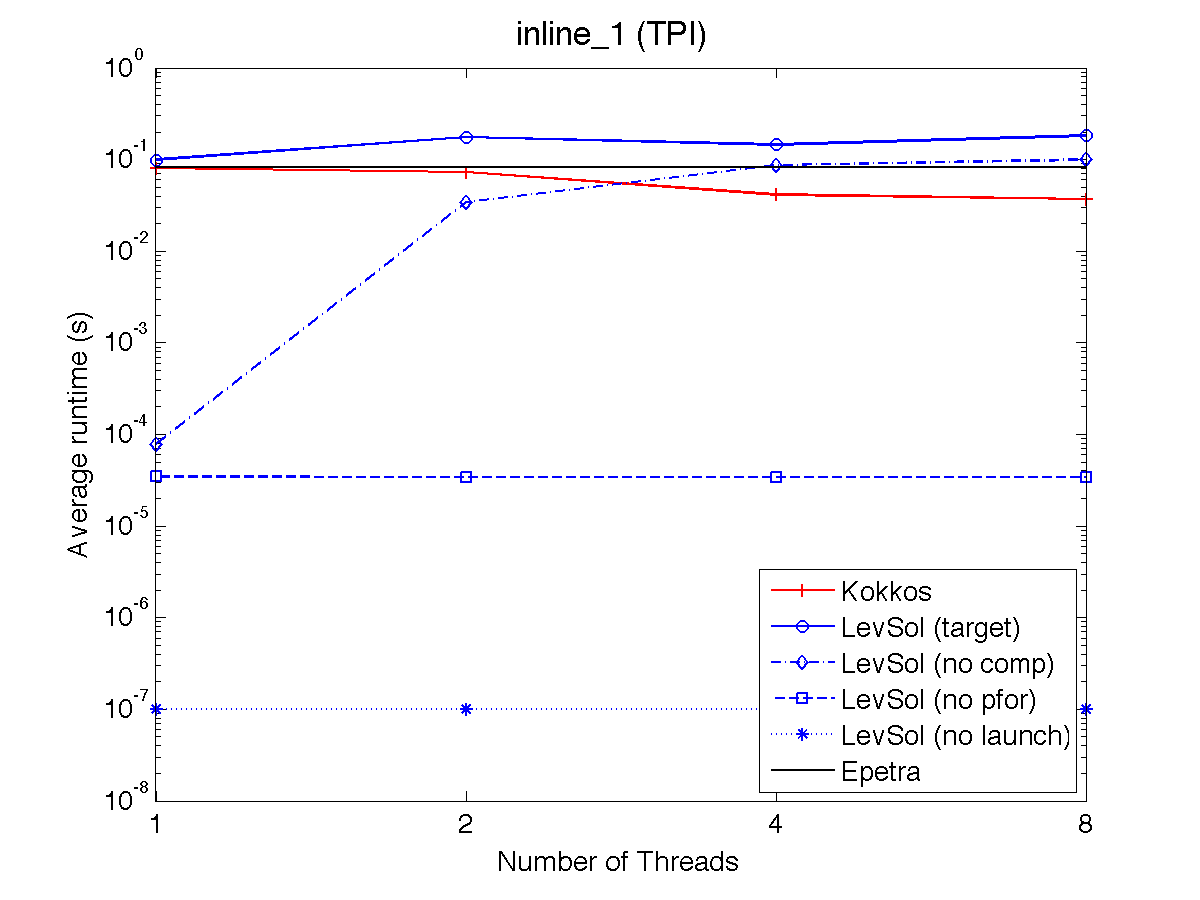 inline_1 (TPI)
10^0
10^-1
10^-2
10^-3
10^-4
10^-5
10^-6
10^-7
10^-8
Average runtime (s)
1 2 4 8
Number of Threads
Kokkos
LevSol (target)
LevSol (no comp)
LevSol (no pfor)
LevSol (no launch)
Epetra